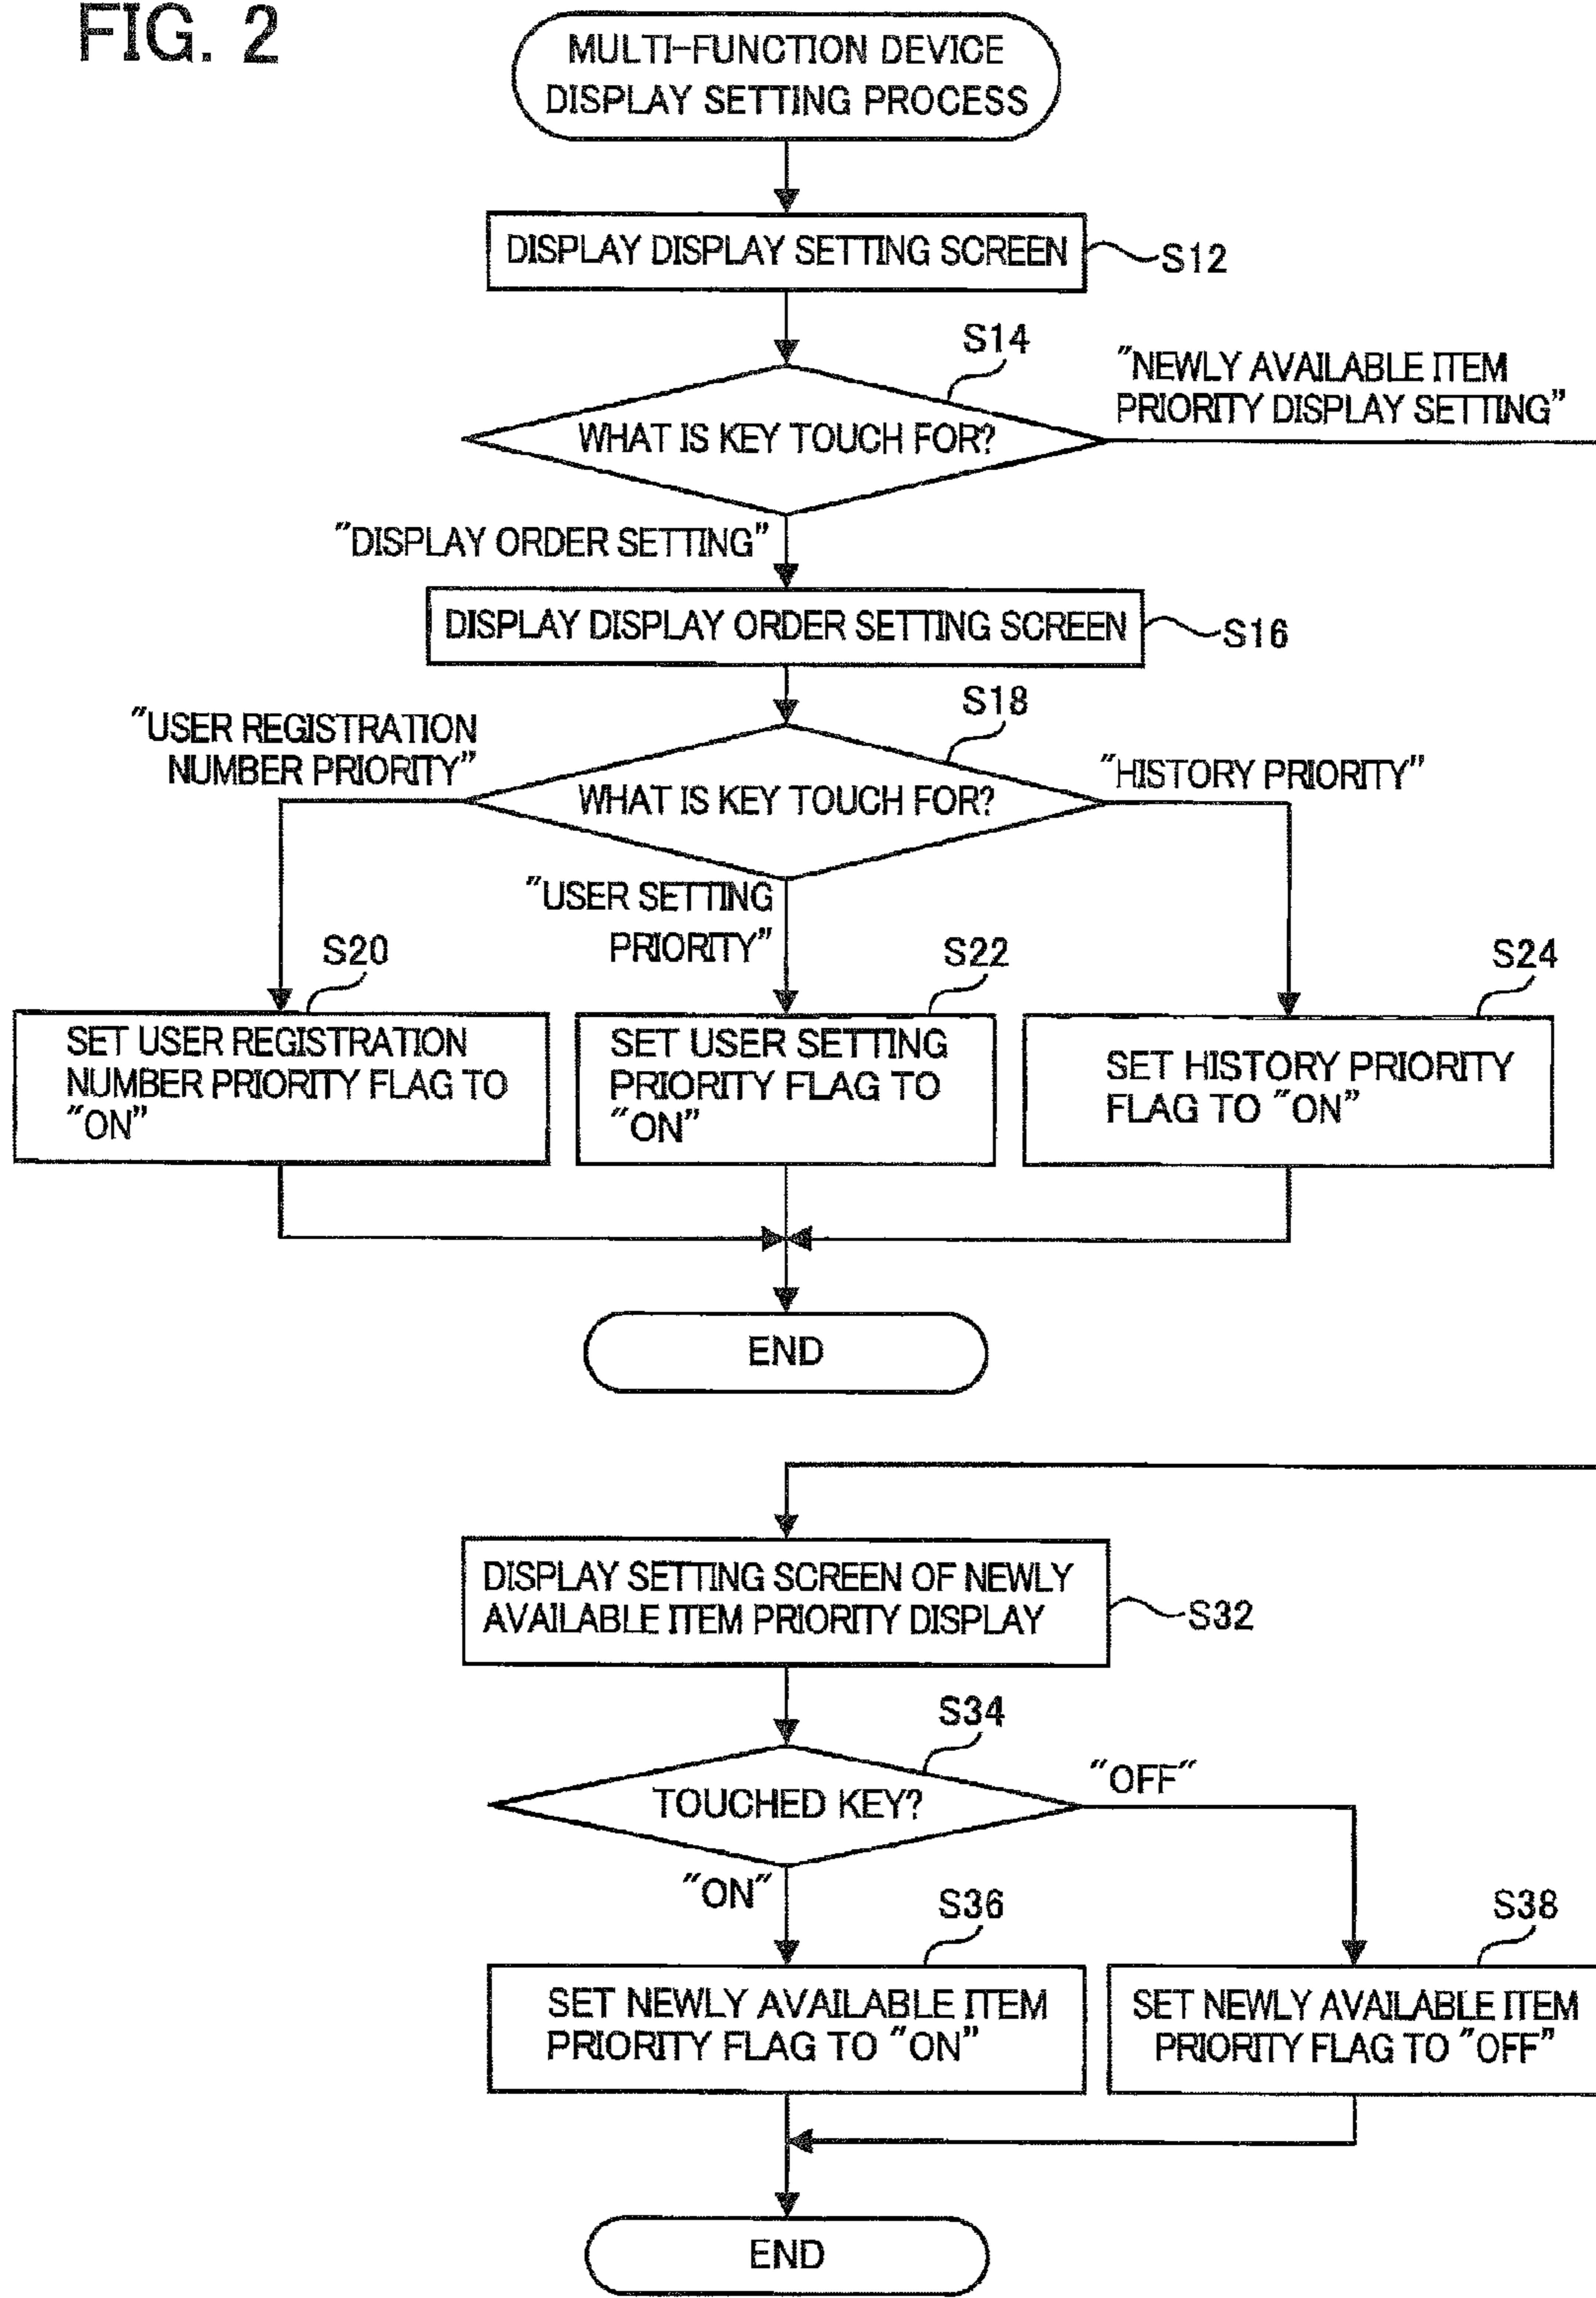 FIG. 2
MULTI-FUNCTION DEVICE
DISPLAY SETTING PROCESS
DISPLAY DISPLAY SETTING SCREEN
S12
S14
"NEWLY AVAILABLE ITEM
PRIORITY DISPLAY SETTING"
WHAT IS KEY TOUCH FOR?
"DISPLAY ORDER SETTING"
DISPLAY DISPLAY ORDER SETTING SCREEN
S16
S18
"USER REGISTRATION
NUMBER PRIORITY"
"HISTORY PRIORITY"
WHAT IS KEY TOUCH FOR?
"USER SETTING
PRIORITY"
S20
S22
S24
SET USER REGISTRATION
NUMBER PRIORITY FLAG TO
"ON"
SET USER SETTING
PRIORITY FLAG TO
"ON"
SET HISTORY PRIORITY
FLAG TO "ON"
END
DISPLAY SETTING SCREEN OF NEWLY
AVAILABLE ITEM PRIORITY DISPLAY
S32
S34
TOUCHED KEY?
"OFF"
"ON"
S36
S38
SET NEWLY AVAILABLE ITEM
PRIORITY FLAG TO "ON"
SET NEWLY AVAILABLE ITEM
PRIORITY FLAG TO "OFF"
END